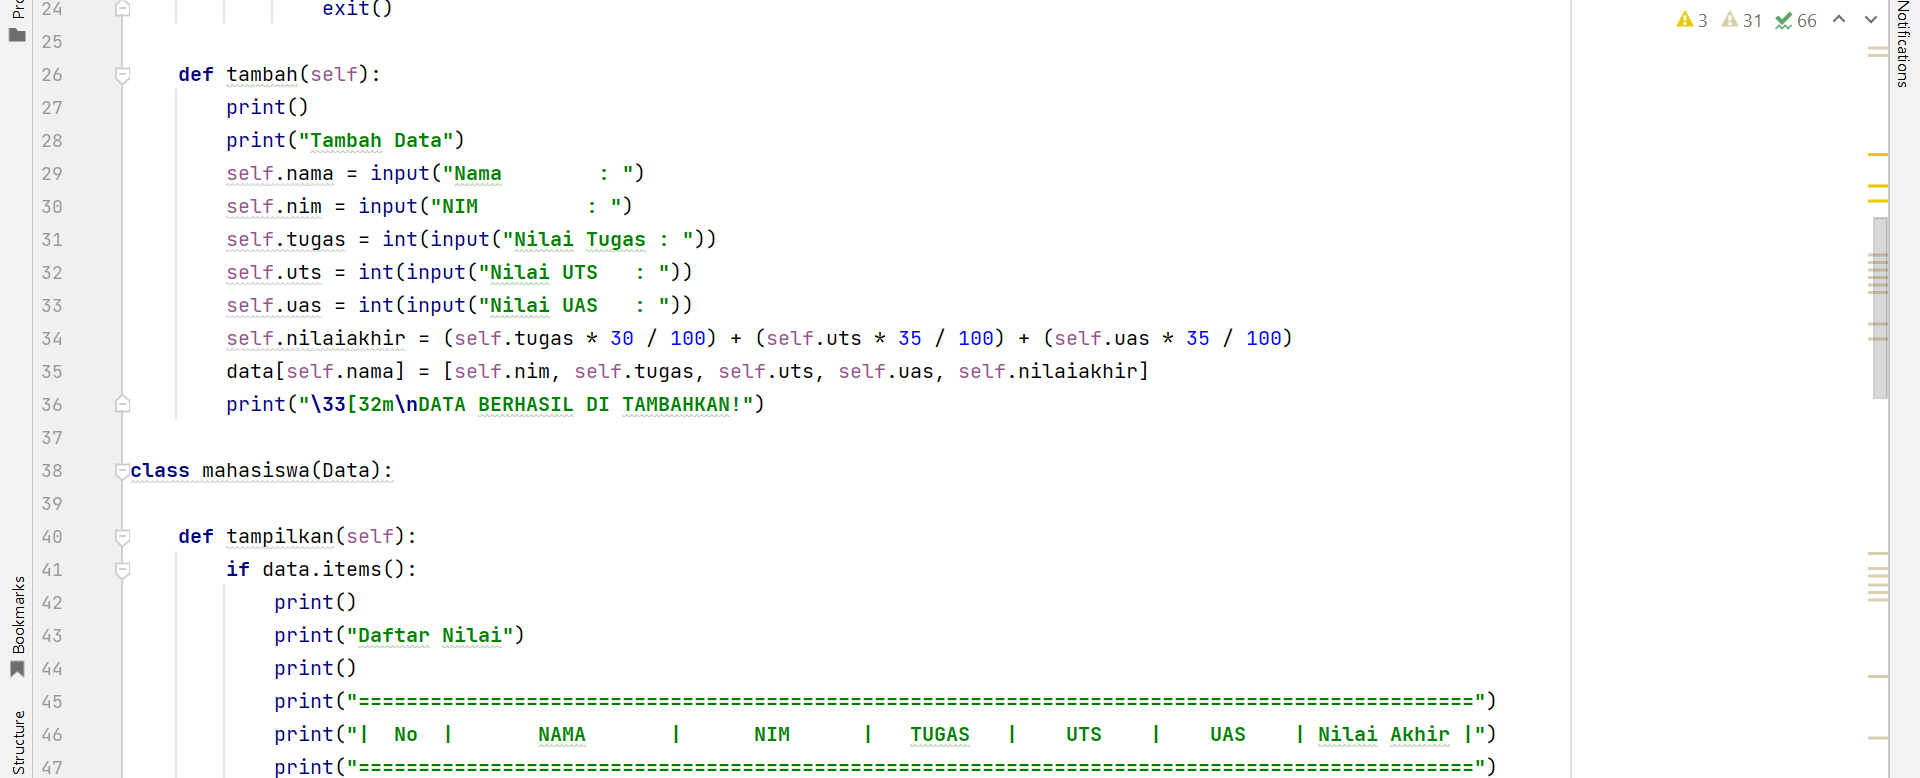 24                      exit()
25
26    def tambah(self):
27        print()
28        print("Tambah Data")
29        self.nama = input("Nama        : ")
30        self.nim = input("NIM         : ")
31        self.tugas = int(input("Nilai Tugas : "))
32        self.uts = int(input("Nilai UTS   : "))
33        self.uas = int(input("Nilai UAS   : "))
34        self.nilaiakhir = (self.tugas * 30 / 100) + (self.uts * 35 / 100) + (self.uas * 35 / 100)
35        data[self.nama] = [self.nim, self.tugas, self.uts, self.uas, self.nilaiakhir]
36        print("\33[32m\nDATA BERHASIL DI TAMBAHKAN!")
37
38 class mahasiswa(Data):
39
40    def tampilkan(self):
41        if data.items():
42            print()
43            print("Daftar Nilai")
44            print()
45            print("=============================================================================================")
46            print("|  No  |       NAMA       |      NIM      |   TUGAS   |    UTS    |    UAS    | Nilai Akhir |")
47            print("=============================================================================================")
3 31 66
Notifications
Bookmarks
Structure